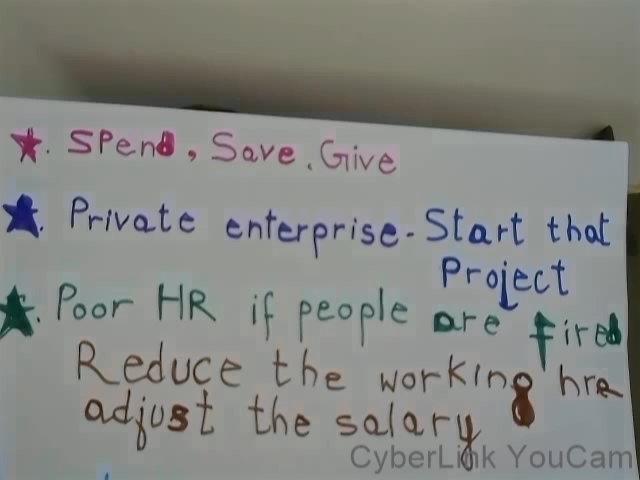 ★. Spend, Save. Give
★. Private enterprise - Start that
Project
★. Poor HR if people are fired
Reduce the working hrs
adjust the salary
CyberLink YouCam